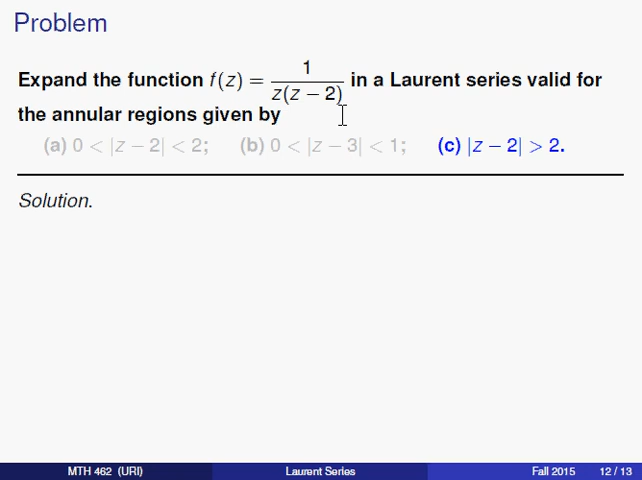 Problem
Expand the function f(z) = 1/(z(z − 2)) in a Laurent series valid for
the annular regions given by
(a) 0 < |z − 2| < 2; (b) 0 < |z − 3| < 1; (c) |z − 2| > 2.
Solution.
MTH 462 (URI) Laurent Series Fall 2015 12 / 13